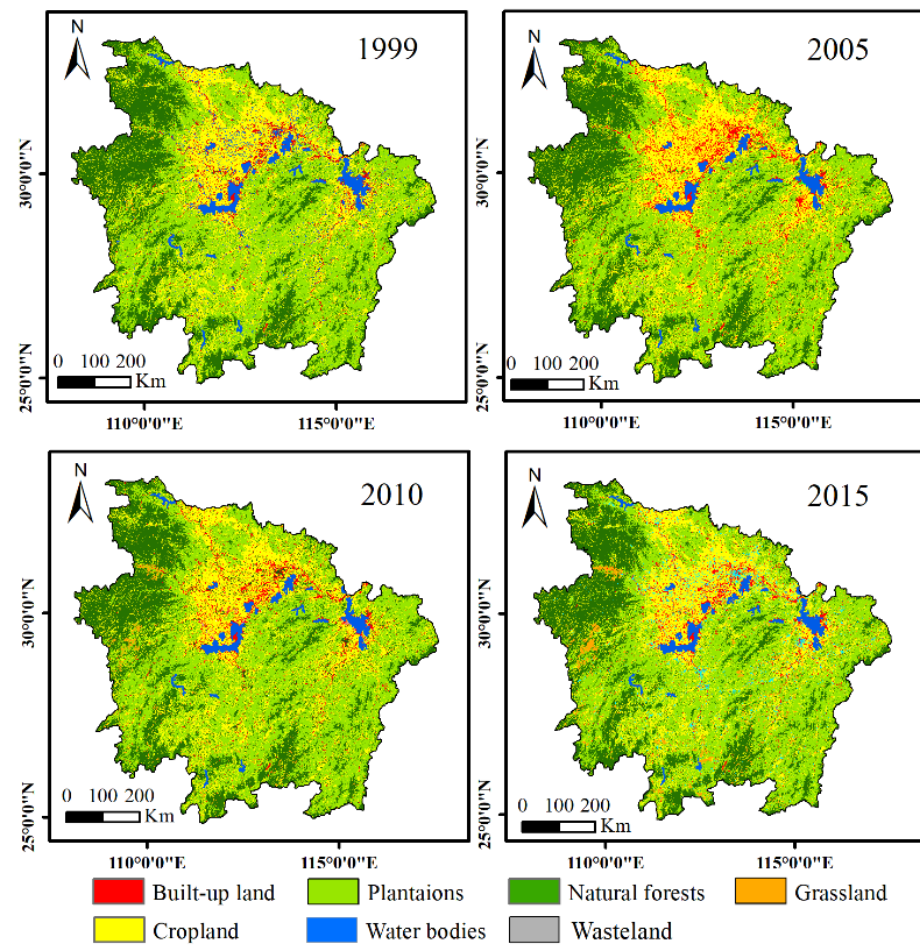 N
1999
30°0'0"N
25°0'0"N
0 100 200
Km
110°0'0"E
115°0'0"E
N
2005
30°0'0"N
25°0'0"N
0 100 200
Km
110°0'0"E
115°0'0"E
N
2010
30°0'0"N
25°0'0"N
0 100 200
Km
110°0'0"E
115°0'0"E
N
2015
30°0'0"N
25°0'0"N
0 100 200
Km
110°0'0"E
115°0'0"E
Built-up land
Plantaions
Natural forests
Grassland
Cropland
Water bodies
Wasteland